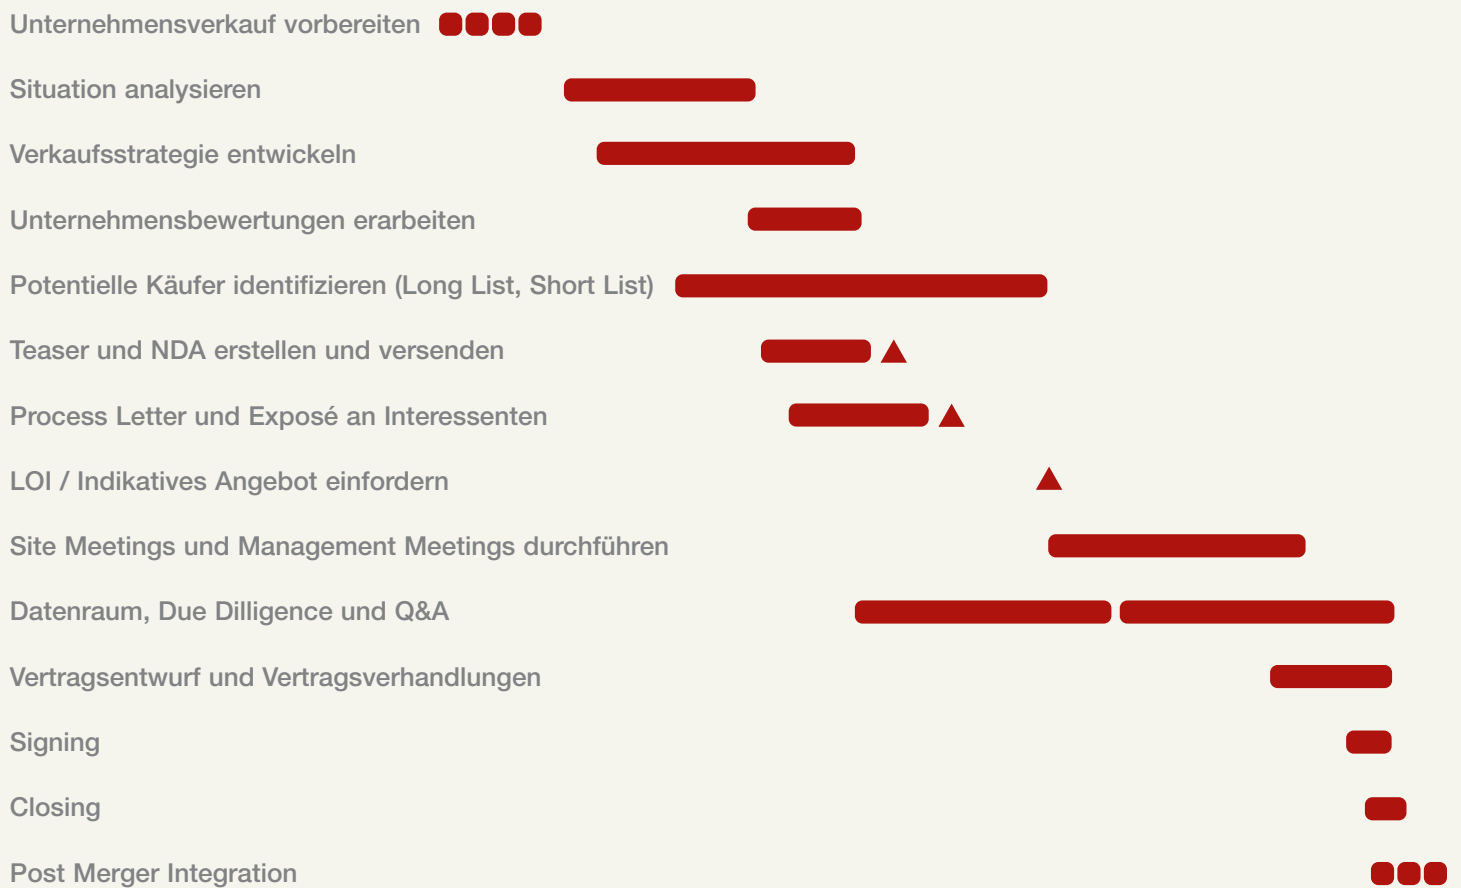 Unternehmensverkauf vorbereiten
Situation analysieren
Verkaufsstrategie entwickeln
Unternehmensbewertungen erarbeiten
Potentielle Käufer identifizieren (Long List, Short List)
Teaser und NDA erstellen und versenden
Process Letter und Exposé an Interessenten
LOI / Indikatives Angebot einfordern
Site Meetings und Management Meetings durchführen
Datenraum, Due Dilligence und Q&A
Vertragsentwurf und Vertragsverhandlungen
Signing
Closing
Post Merger Integration